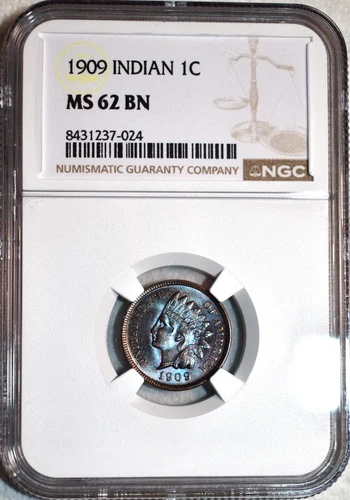 1909 INDIAN 1C
MS 62 BN
8431237-024
NUMISMATIC GUARANTY COMPANY NGC
1909